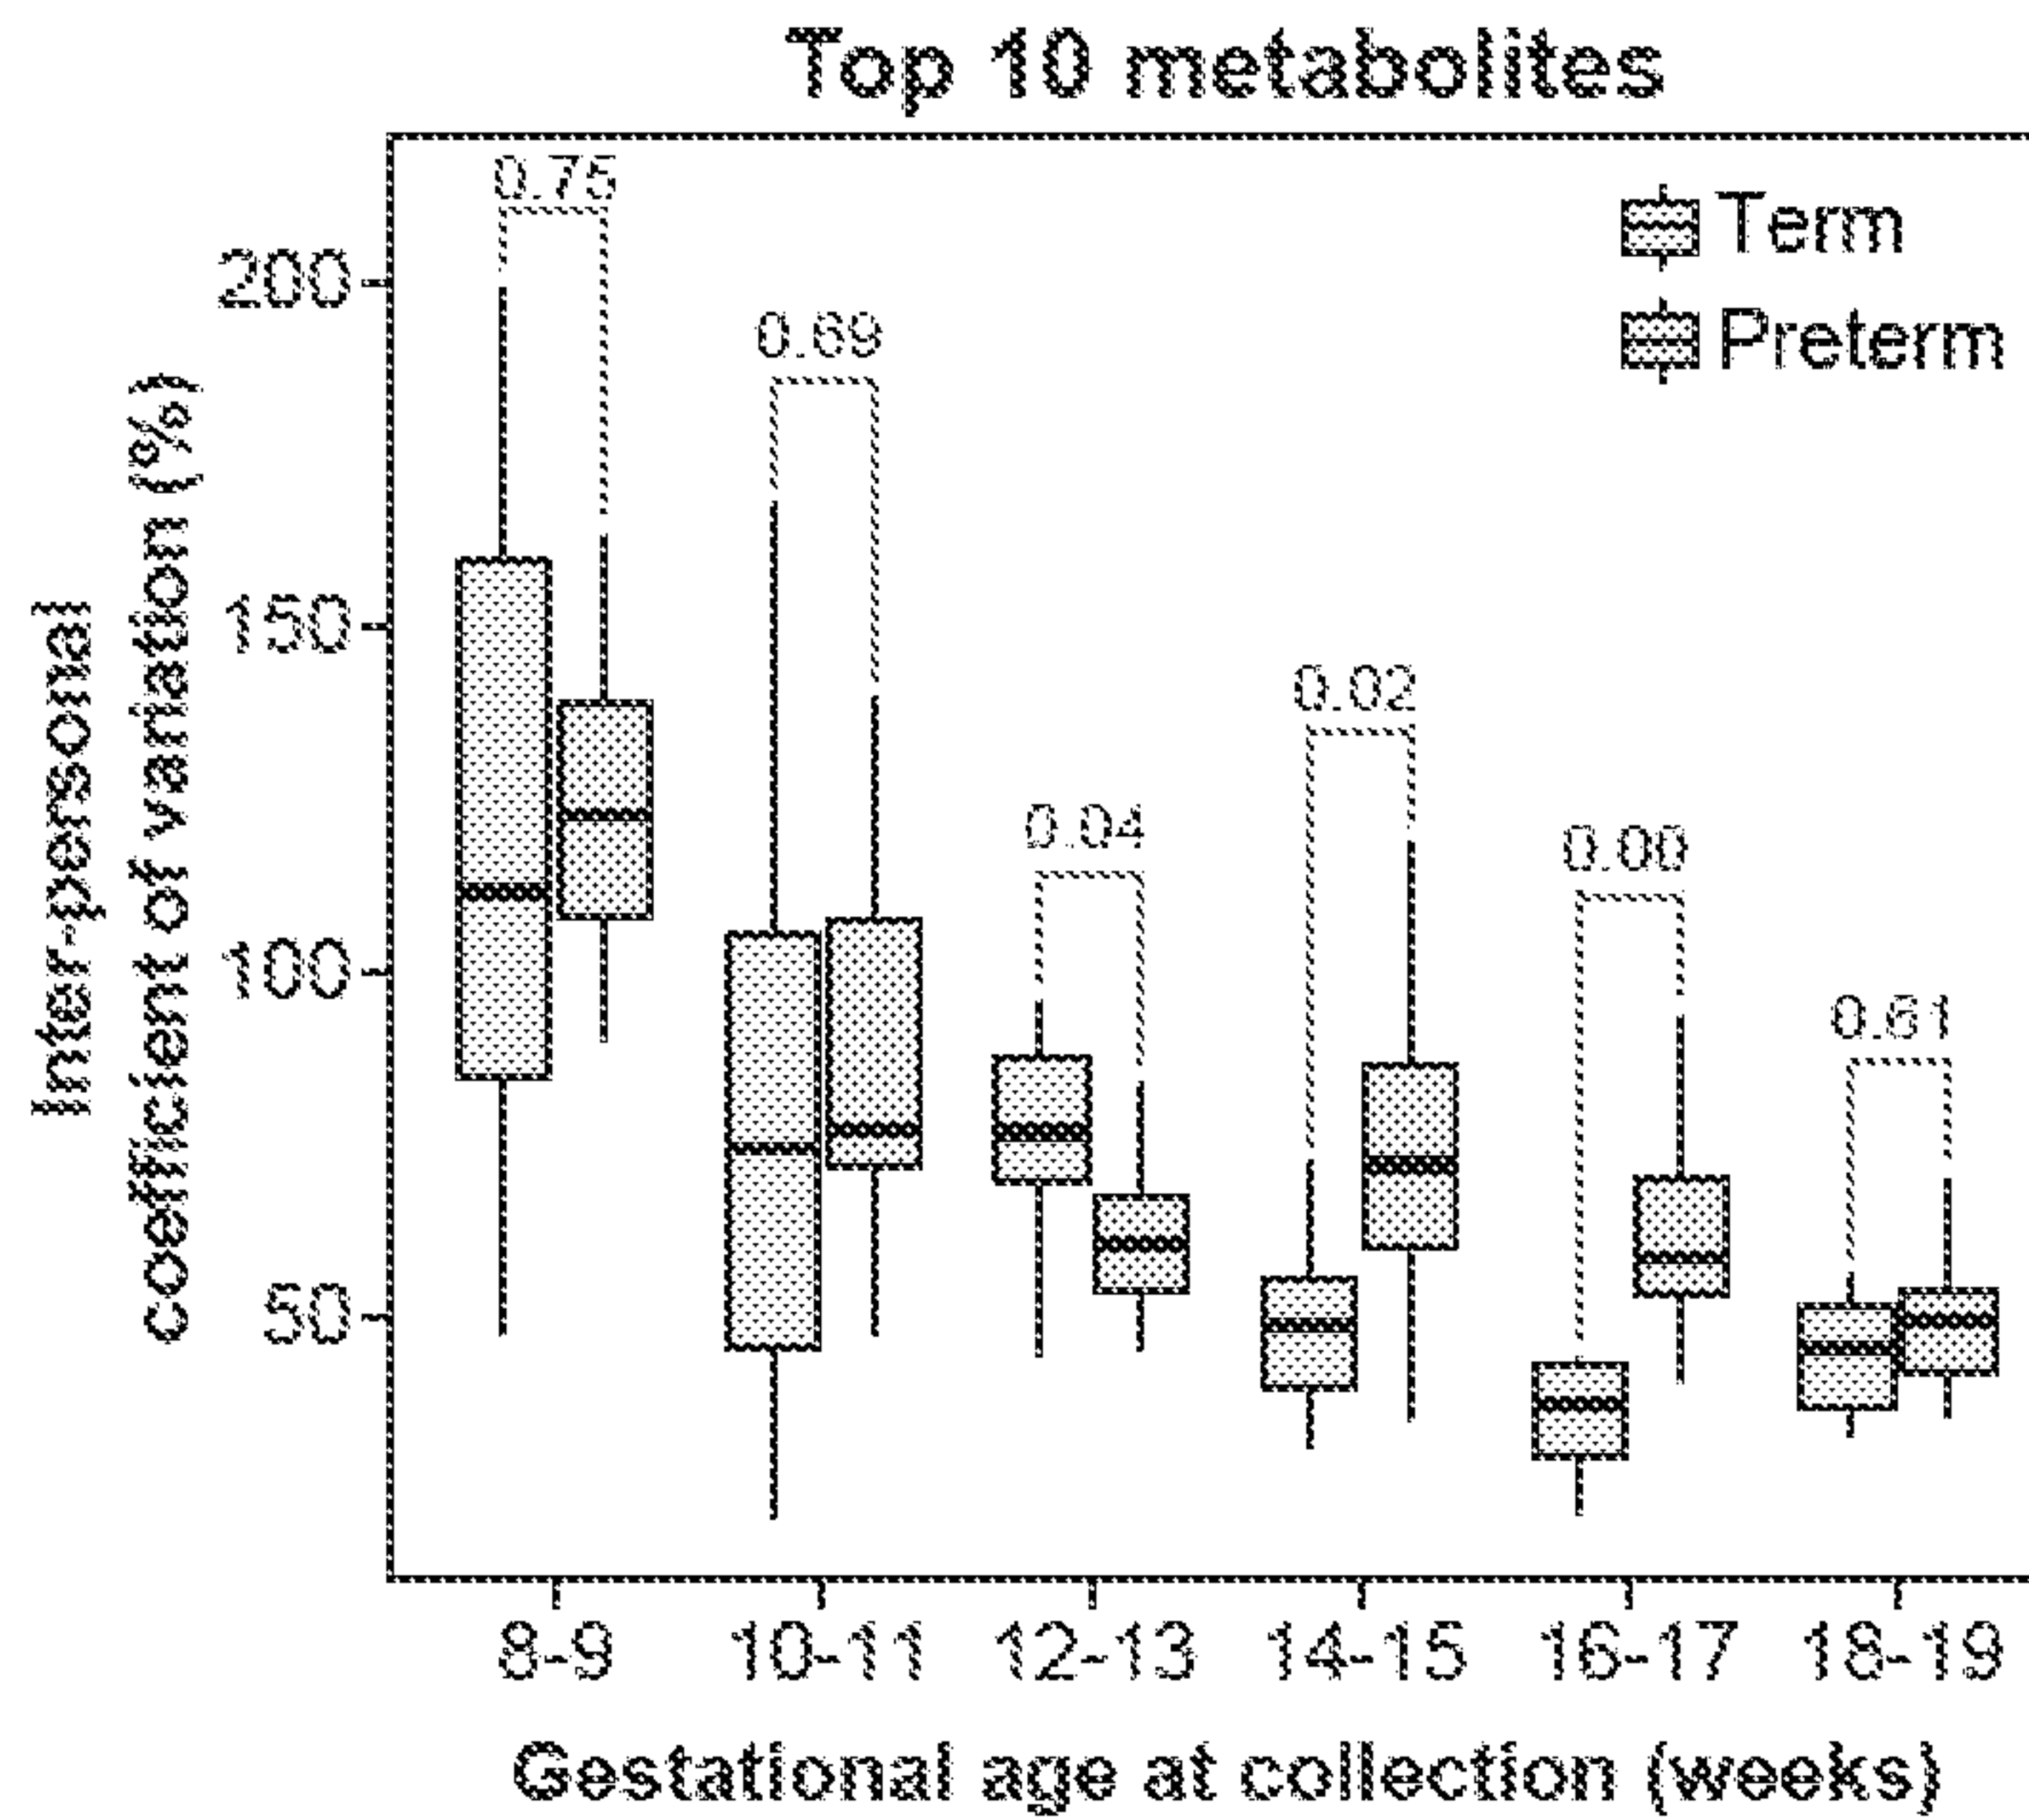 Top 10 metabolites
Term
Preterm
Inter-personal
coefficient of variation (%)
200
150
100
50
0.75
0.69
0.04
0.02
0.00
0.61
8-9
10-11
12-13
14-15
16-17
18-19
Gestational age at collection (weeks)